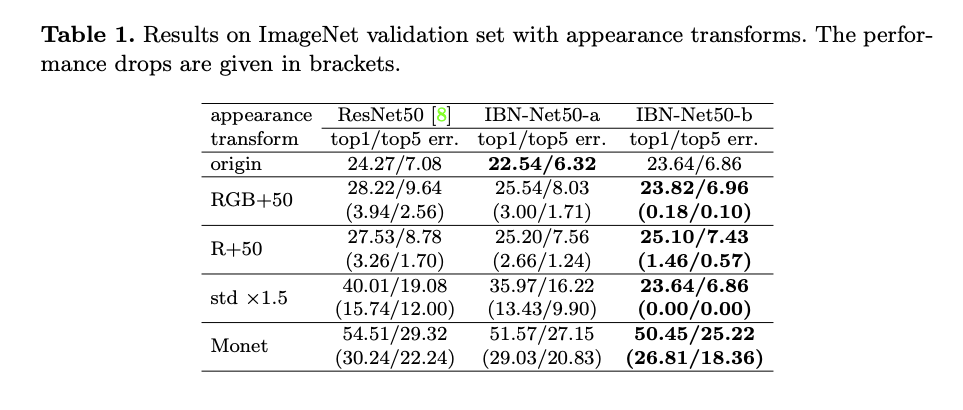 Table 1. Results on ImageNet validation set with appearance transforms. The perfor-
mance drops are given in brackets.
appearance ResNet50 [8] IBN-Net50-a IBN-Net50-b
transform top1/top5 err. top1/top5 err. top1/top5 err.
origin 24.27/7.08 22.54/6.32 23.64/6.86
RGB+50 28.22/9.64 25.54/8.03 23.82/6.96
(3.94/2.56) (3.00/1.71) (0.18/0.10)
R+50 27.53/8.78 25.20/7.56 25.10/7.43
(3.26/1.70) (2.66/1.24) (1.46/0.57)
std ×1.5 40.01/19.08 35.97/16.22 23.64/6.86
(15.74/12.00) (13.43/9.90) (0.00/0.00)
Monet 54.51/29.32 51.57/27.15 50.45/25.22
(30.24/22.24) (29.03/20.83) (26.81/18.36)